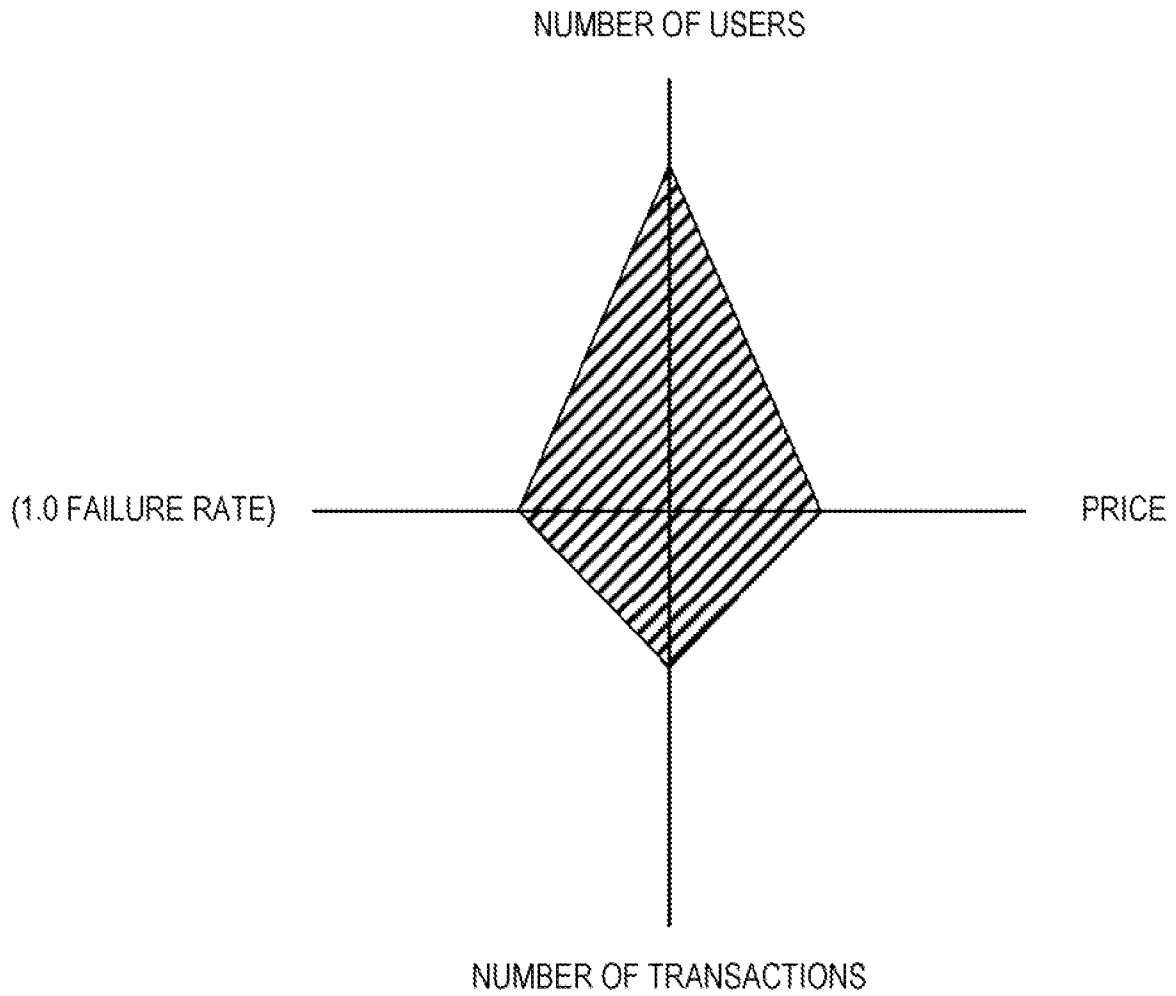 NUMBER OF USERS
(1.0 FAILURE RATE)
PRICE
NUMBER OF TRANSACTIONS